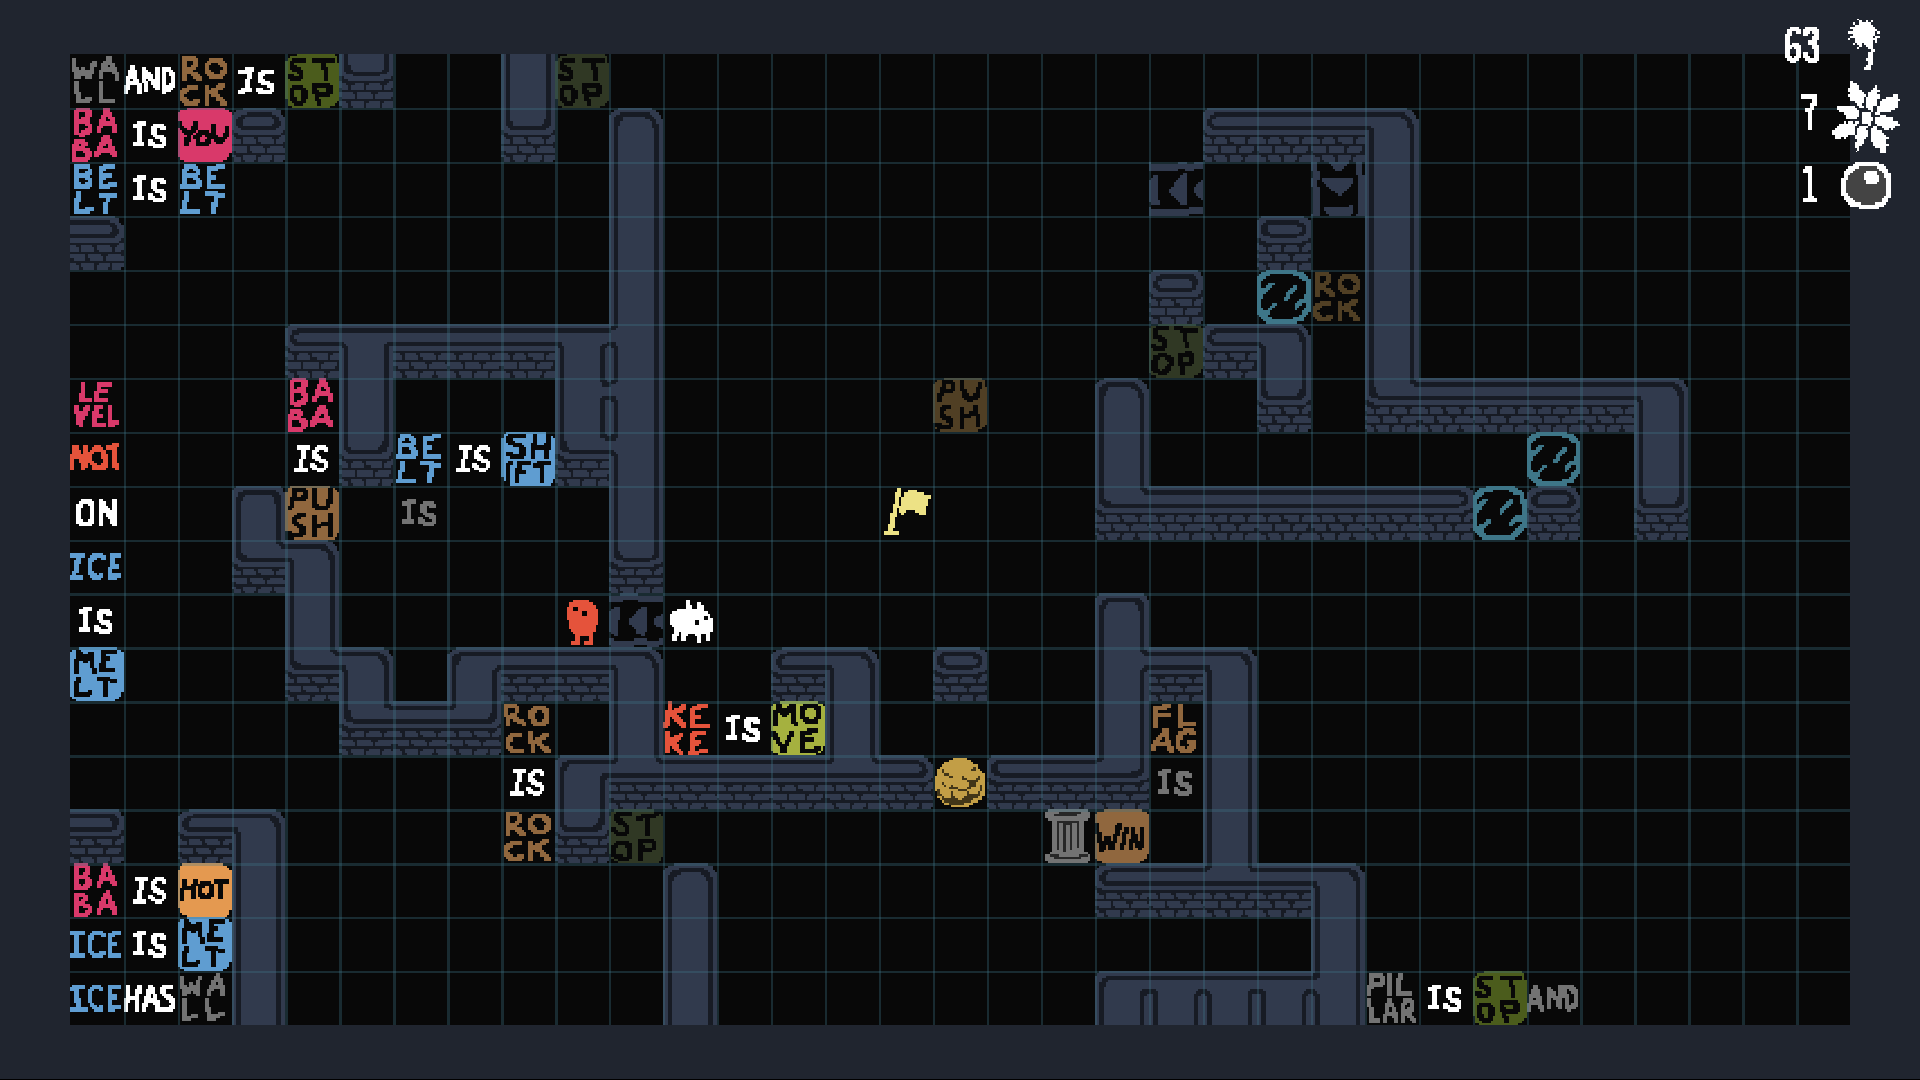 63
WALL AND ROCK IS STOP STOP
7
BABA IS YOU
1
BELT IS BELT
ROCK
STOP
LEVEL BABA PUSH
NOT IS BELT IS SHIFT
ON PUSH IS
ICE
IS
MELT
ROCK KEKE IS MOVE FLAG
IS IS
ROCK STOP WIN
BABA IS HOT
ICE IS MELT
ICE HAS WALL PILLAR IS STOP AND